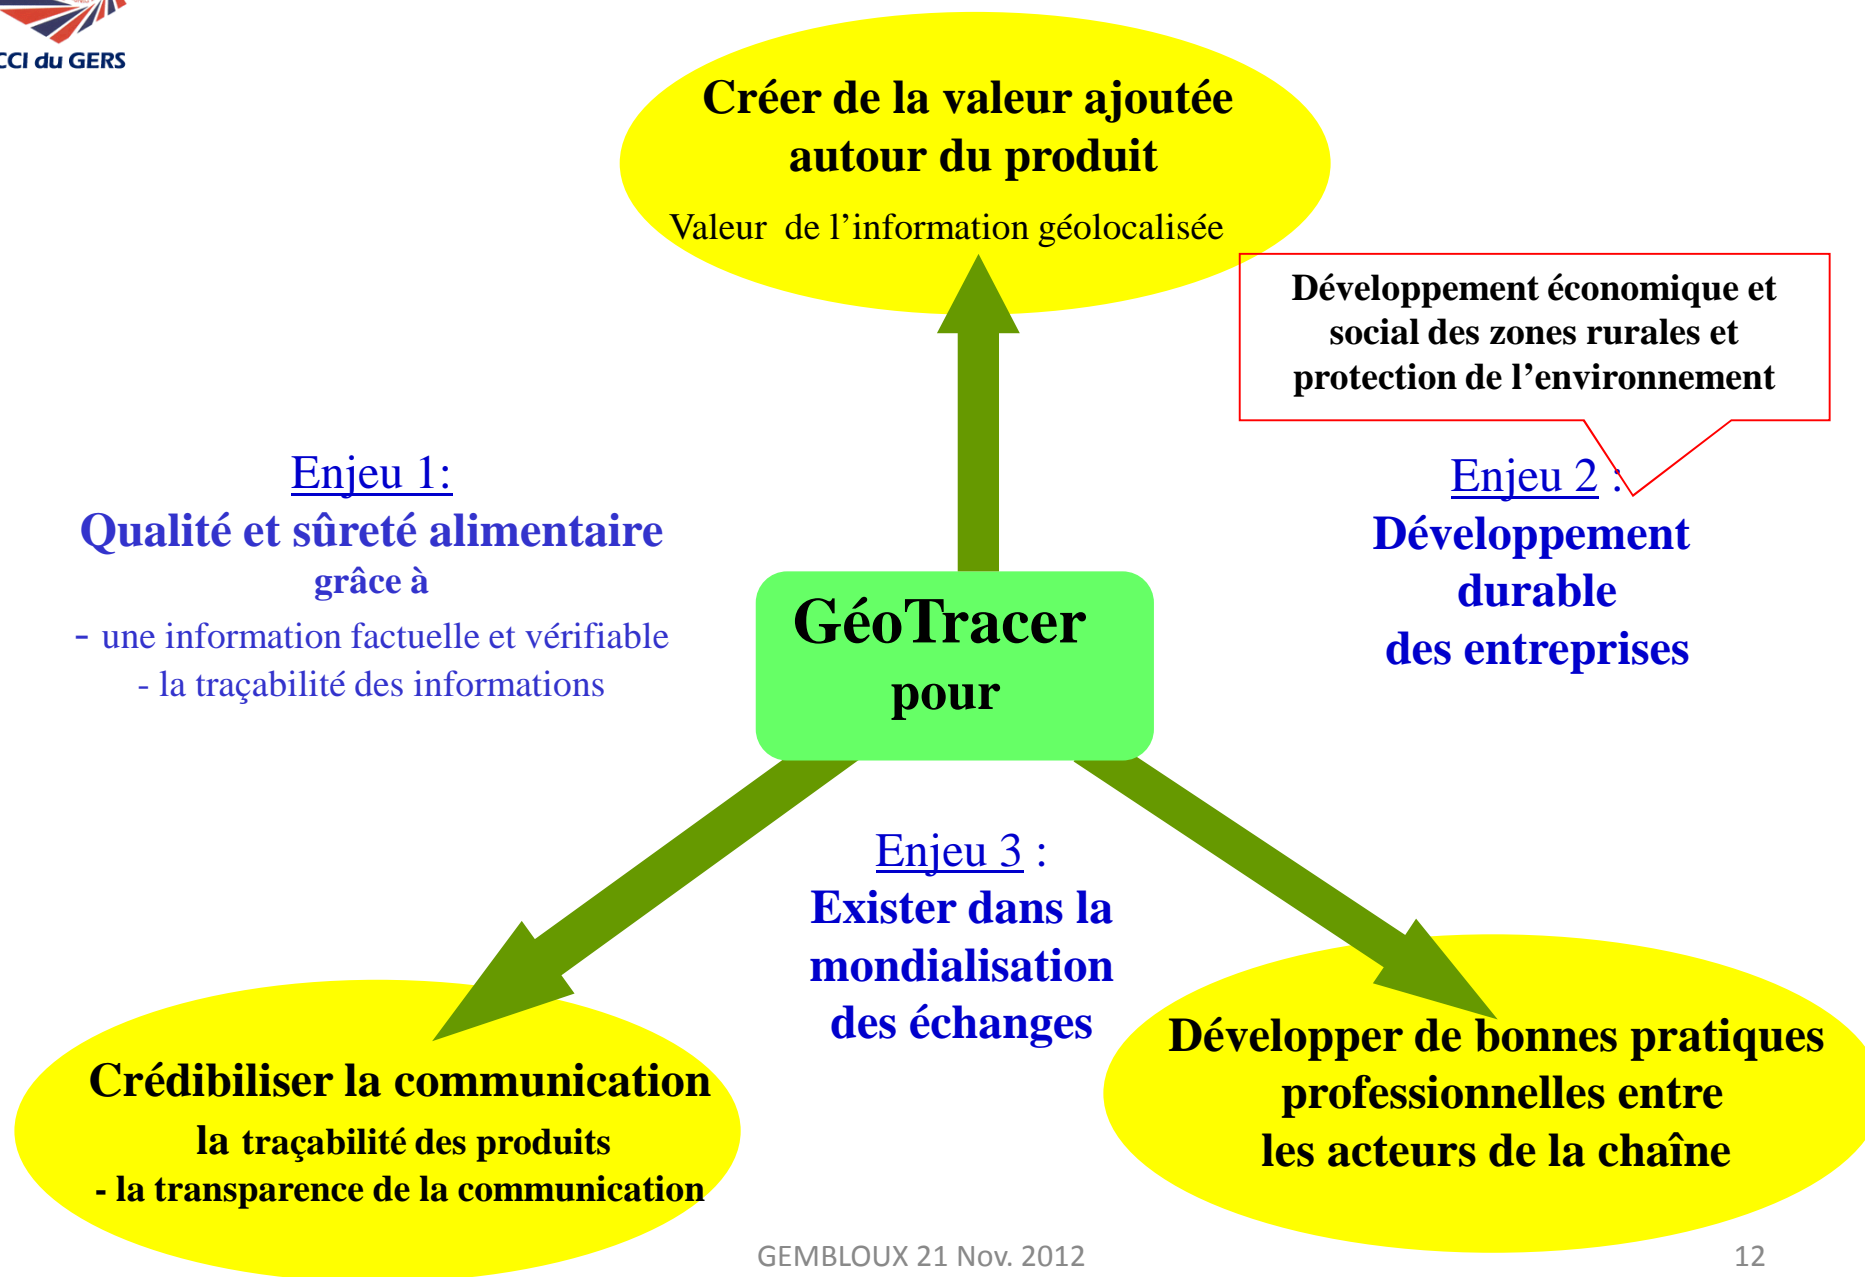 CCI du GERS
Créer de la valeur ajoutée
autour du produit
Valeur de l’information géolocalisée
Développement économique et
social des zones rurales et
protection de l’environnement
Enjeu 1:
Qualité et sûreté alimentaire
grâce à
- une information factuelle et vérifiable
- la traçabilité des informations
Enjeu 2 :
Développement
durable
des entreprises
GéoTracer
pour
Enjeu 3 :
Exister dans la
mondialisation
des échanges
Crédibiliser la communication
la traçabilité des produits
- la transparence de la communication
Développer de bonnes pratiques
professionnelles entre
les acteurs de la chaîne
GEMBLOUX 21 Nov. 2012
12